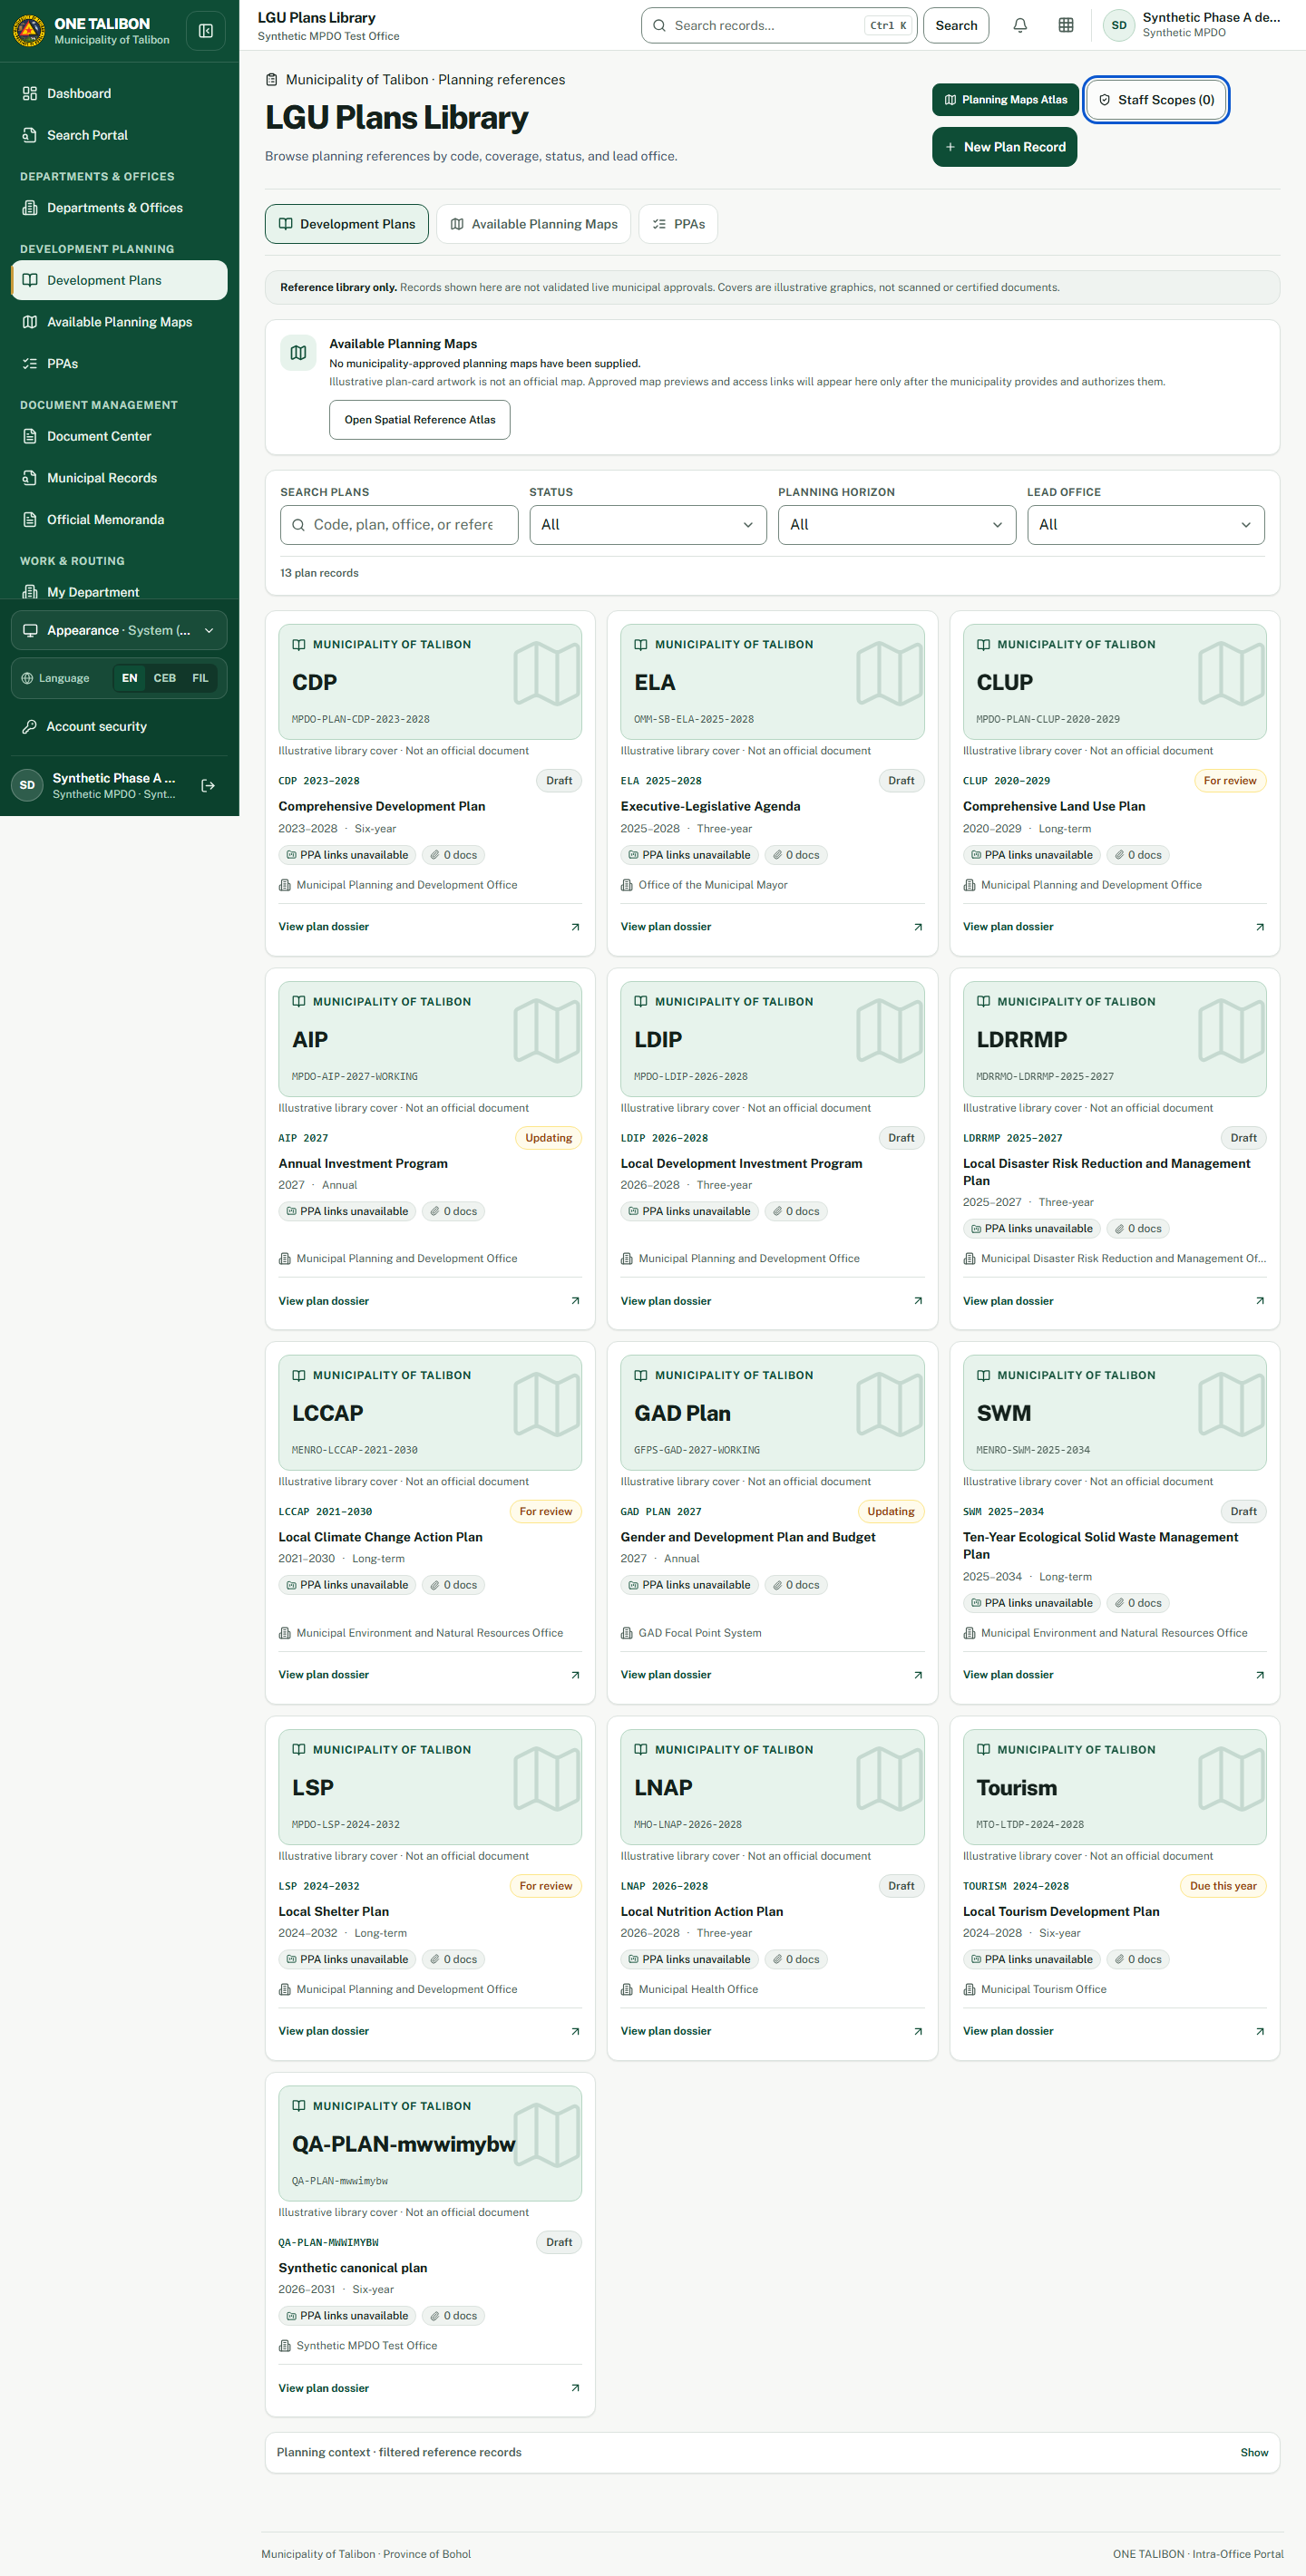 ONE TALIBON
Municipality of Talibon
Dashboard
Search Portal
DEPARTMENTS & OFFICES
Departments & Offices
DEVELOPMENT PLANNING
Development Plans
Available Planning Maps
PPAs
DOCUMENT MANAGEMENT
Document Center
Municipal Records
Official Memoranda
WORK & ROUTING
My Department
Appearance · System (...
Language EN CEB FIL
Account security
SD Synthetic Phase A ...
Synthetic MPDO · Synt...
LGU Plans Library
Synthetic MPDO Test Office
Search records... Ctrl K Search
SD Synthetic Phase A de...
Synthetic MPDO
Municipality of Talibon · Planning references
LGU Plans Library
Browse planning references by code, coverage, status, and lead office.
Planning Maps Atlas Staff Scopes (0)
+ New Plan Record
Development Plans Available Planning Maps PPAs
Reference library only. Records shown here are not validated live municipal approvals. Covers are illustrative graphics, not scanned or certified documents.
Available Planning Maps
No municipality-approved planning maps have been supplied.
Illustrative plan-card artwork is not an official map. Approved map previews and access links will appear here only after the municipality provides and authorizes them.
Open Spatial Reference Atlas
SEARCH PLANS STATUS PLANNING HORIZON LEAD OFFICE
Code, plan, office, or refere All All All
13 plan records
MUNICIPALITY OF TALIBON
CDP
MPDO-PLAN-CDP-2023-2028
Illustrative library cover · Not an official document
CDP 2023–2028 Draft
Comprehensive Development Plan
2023–2028 · Six-year
PPA links unavailable 0 docs
Municipal Planning and Development Office
View plan dossier
MUNICIPALITY OF TALIBON
ELA
OMM-SB-ELA-2025-2028
Illustrative library cover · Not an official document
ELA 2025–2028 Draft
Executive-Legislative Agenda
2025–2028 · Three-year
PPA links unavailable 0 docs
Office of the Municipal Mayor
View plan dossier
MUNICIPALITY OF TALIBON
CLUP
MPDO-PLAN-CLUP-2020-2029
Illustrative library cover · Not an official document
CLUP 2020–2029 For review
Comprehensive Land Use Plan
2020–2029 · Long-term
PPA links unavailable 0 docs
Municipal Planning and Development Office
View plan dossier
MUNICIPALITY OF TALIBON
AIP
MPDO-AIP-2027-WORKING
Illustrative library cover · Not an official document
AIP 2027 Updating
Annual Investment Program
2027 · Annual
PPA links unavailable 0 docs
Municipal Planning and Development Office
View plan dossier
MUNICIPALITY OF TALIBON
LDIP
MPDO-LDIP-2026-2028
Illustrative library cover · Not an official document
LDIP 2026–2028 Draft
Local Development Investment Program
2026–2028 · Three-year
PPA links unavailable 0 docs
Municipal Planning and Development Office
View plan dossier
MUNICIPALITY OF TALIBON
LDRRMP
MDRRMO-LDRRMP-2025-2027
Illustrative library cover · Not an official document
LDRRMP 2025–2027 Draft
Local Disaster Risk Reduction and Management
Plan
2025–2027 · Three-year
PPA links unavailable 0 docs
Municipal Disaster Risk Reduction and Management Of...
View plan dossier
MUNICIPALITY OF TALIBON
LCCAP
MENRO-LCCAP-2021-2030
Illustrative library cover · Not an official document
LCCAP 2021–2030 For review
Local Climate Change Action Plan
2021–2030 · Long-term
PPA links unavailable 0 docs
Municipal Environment and Natural Resources Office
View plan dossier
MUNICIPALITY OF TALIBON
GAD Plan
GFPS-GAD-2027-WORKING
Illustrative library cover · Not an official document
GAD PLAN 2027 Updating
Gender and Development Plan and Budget
2027 · Annual
PPA links unavailable 0 docs
GAD Focal Point System
View plan dossier
MUNICIPALITY OF TALIBON
SWM
MENRO-SWM-2025-2034
Illustrative library cover · Not an official document
SWM 2025–2034 Draft
Ten-Year Ecological Solid Waste Management
Plan
2025–2034 · Long-term
PPA links unavailable 0 docs
Municipal Environment and Natural Resources Office
View plan dossier
MUNICIPALITY OF TALIBON
LSP
MPDO-LSP-2024-2032
Illustrative library cover · Not an official document
LSP 2024–2032 For review
Local Shelter Plan
2024–2032 · Long-term
PPA links unavailable 0 docs
Municipal Planning and Development Office
View plan dossier
MUNICIPALITY OF TALIBON
LNAP
MHO-LNAP-2026-2028
Illustrative library cover · Not an official document
LNAP 2026–2028 Draft
Local Nutrition Action Plan
2026–2028 · Three-year
PPA links unavailable 0 docs
Municipal Health Office
View plan dossier
MUNICIPALITY OF TALIBON
Tourism
MTO-LTDP-2024-2028
Illustrative library cover · Not an official document
TOURISM 2024–2028 Due this year
Local Tourism Development Plan
2024–2028 · Six-year
PPA links unavailable 0 docs
Municipal Tourism Office
View plan dossier
MUNICIPALITY OF TALIBON
QA-PLAN-mwwimybw
QA-PLAN-mwwimybw
Illustrative library cover · Not an official document
QA-PLAN-MWWIMYBW Draft
Synthetic canonical plan
2026–2031 · Six-year
PPA links unavailable 0 docs
Synthetic MPDO Test Office
View plan dossier
Planning context · filtered reference records Show
Municipality of Talibon · Province of Bohol ONE TALIBON · Intra-Office Portal